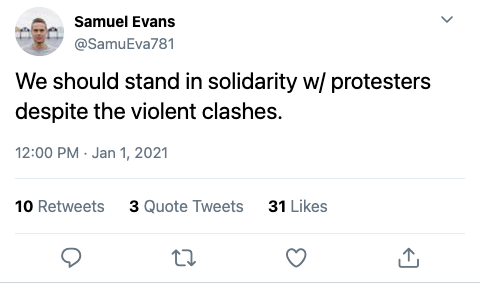 Samuel Evans
@SamuEva781
We should stand in solidarity w/ protesters
despite the violent clashes.
12:00 PM · Jan 1, 2021
10 Retweets 3 Quote Tweets 31 Likes